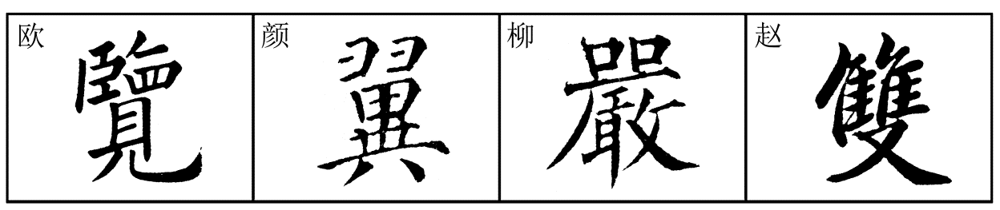 欧 覽 颜 翼 柳 嚴 赵 雙